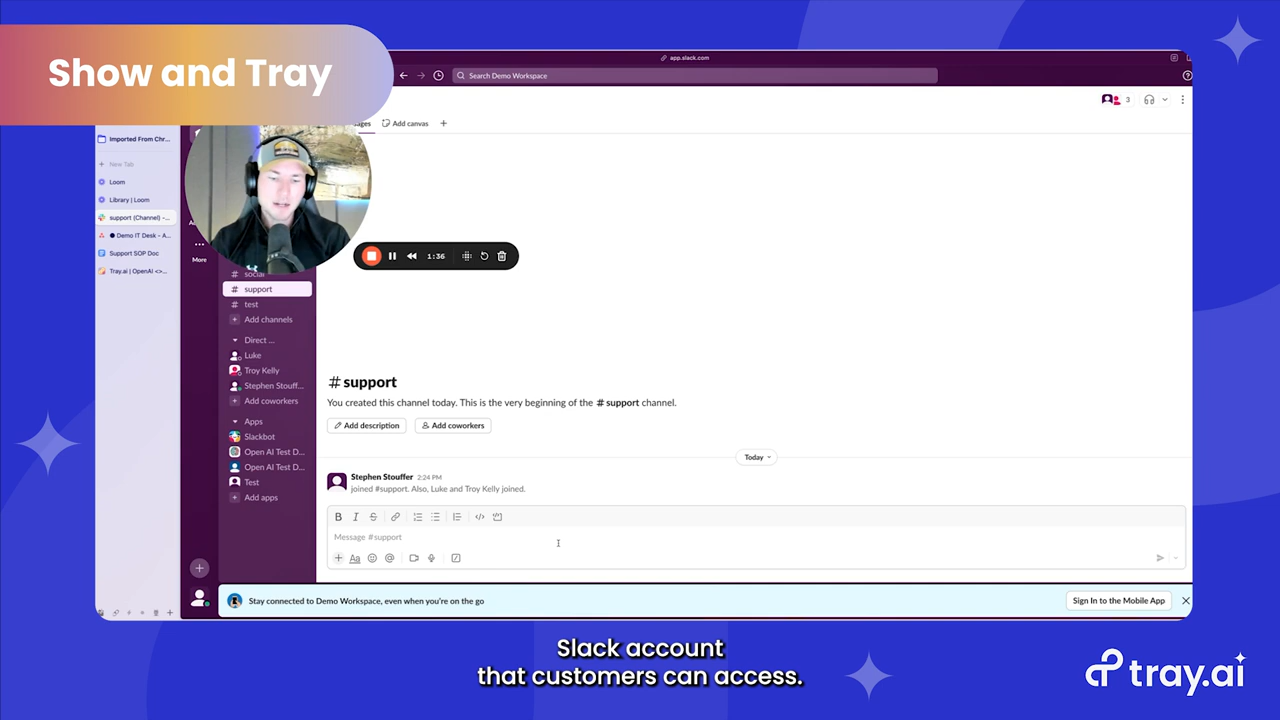 Show and Tray
app.slack.com
Search Demo Workspace
3
Imported From Chr...
Add canvas
New Tab
Loom
Library | Loom
support (Channel) -...
Demo IT Desk - A...
Support SOP Doc
Tray.ai | OpenAI <>...
More
1:36
social
support
test
Add channels
Direct ...
Luke
Troy Kelly
Stephen Stouff...
Add coworkers
Apps
Slackbot
Open AI Test D...
Open AI Test D...
Test
Add apps
# support
You created this channel today. This is the very beginning of the # support channel.
Add description
Add coworkers
Today
Stephen Stouffer 2:24 PM
joined #support. Also, Luke and Troy Kelly joined.
Message #support
Aa
Stay connected to Demo Workspace, even when you're on the go
Sign In to the Mobile App
Slack account
that customers can access.
tray.ai